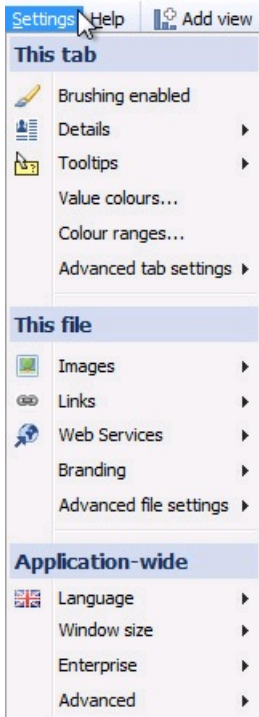 Settings Help Add view
This tab
Brushing enabled
Details
Tooltips
Value colours...
Colour ranges...
Advanced tab settings
This file
Images
Links
Web Services
Branding
Advanced file settings
Application-wide
Language
Window size
Enterprise
Advanced